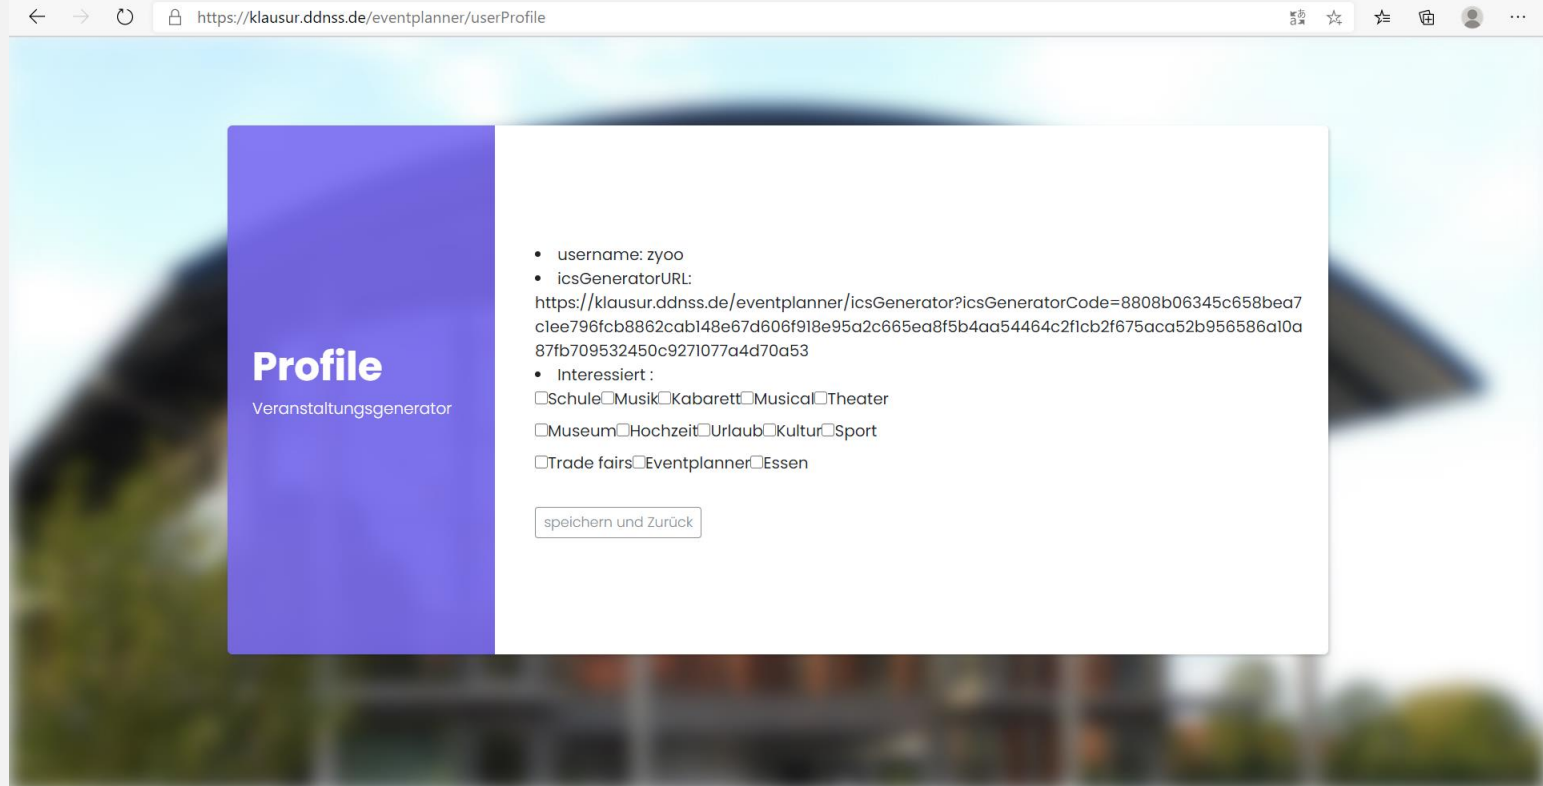 https://klausur.ddnss.de/eventplanner/userProfile
Profile
Veranstaltungsgenerator
username: zyoo
icsGeneratorURL:
https://klausur.ddnss.de/eventplanner/icsGenerator?icsGeneratorCode=8808b06345c658bea7
c1ee796fcb8862cab148e67d606f918e95a2c665ea8f5b4aa54464c2f1cb2f675aca52b956586a10a
87fb709532450c9271077a4d70a53
Interessiert :
Schule Musik Kabarett Musical Theater
Museum Hochzeit Urlaub Kultur Sport
Trade fairs Eventplanner Essen
speichern und Zurück